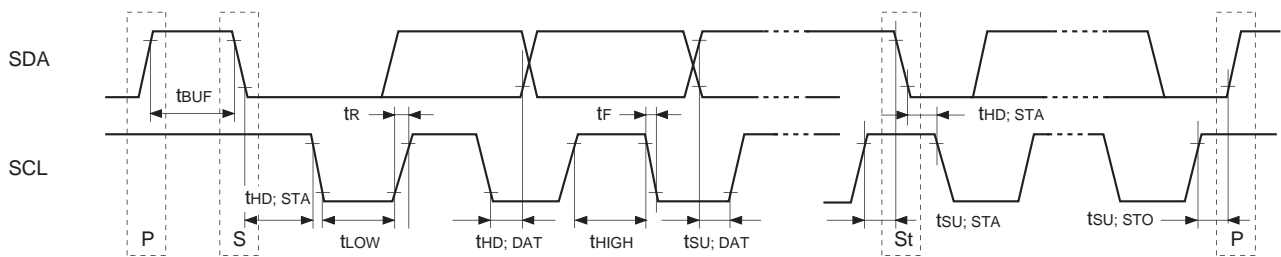 SDA
tBUF
tR
tF
tHD; STA
SCL
tHD; STA
tLOW
tHD; DAT
tHIGH
tSU; DAT
tSU; STA
tSU; STO
P
S
St
P